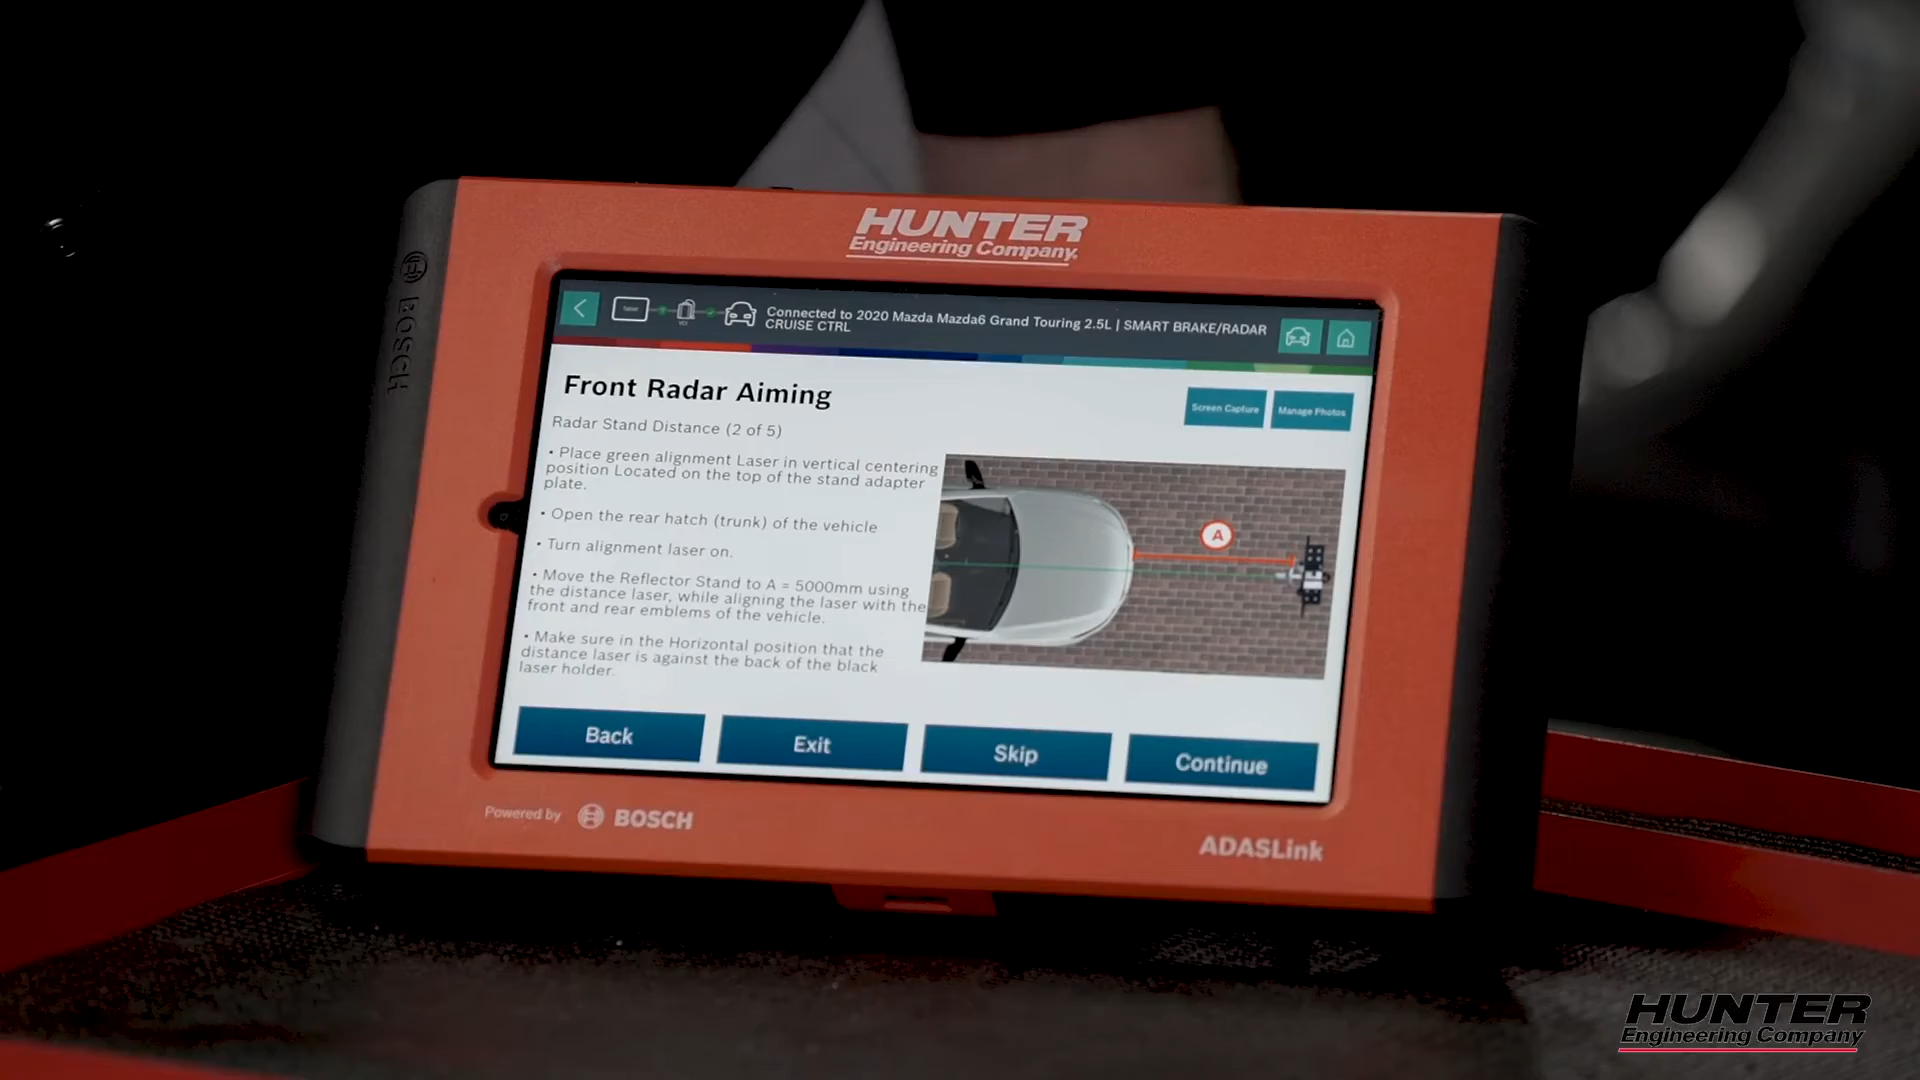 HUNTER
Engineering Company
BOSCH
Connected to 2020 Mazda Mazda6 Grand Touring 2.5L | SMART BRAKE/RADAR
CRUISE CTRL
Front Radar Aiming
Screen Capture
Manage Photos
Radar Stand Distance (2 of 5)
• Place green alignment Laser in vertical centering
position Located on the top of the stand adapter
plate.
• Open the rear hatch (trunk) of the vehicle
• Turn alignment laser on.
• Move the Reflector Stand to A = 5000mm using
the distance laser, while aligning the laser with the
front and rear emblems of the vehicle.
• Make sure in the Horizontal position that the
distance laser is against the back of the black
laser holder.
A
Back
Exit
Skip
Continue
Powered by BOSCH
ADASLink
HUNTER
Engineering Company